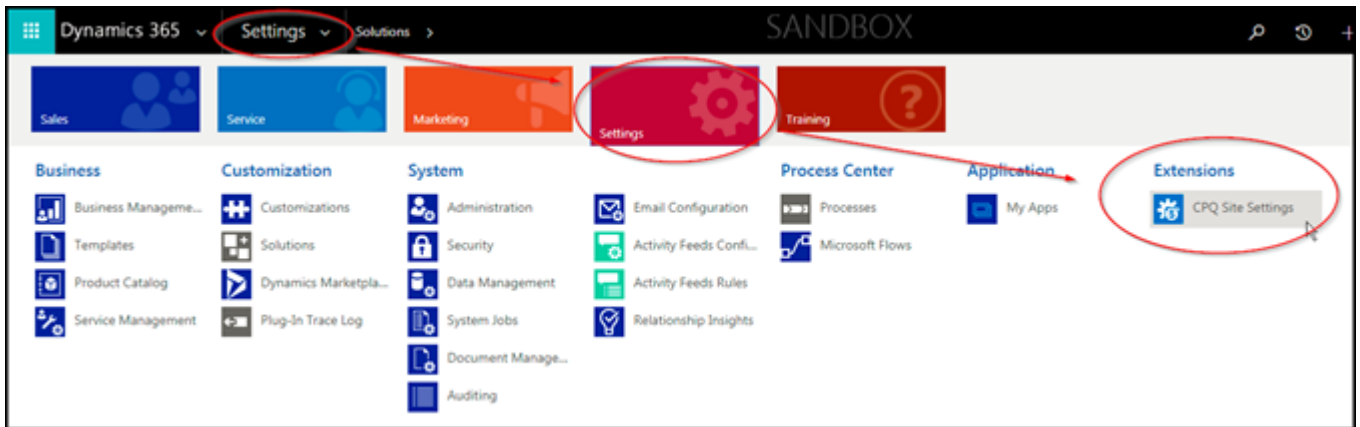 Dynamics 365 Settings Solutions > SANDBOX
Sales Service Marketing Settings Training
Business Customization System Process Center Application Extensions
Business Manageme... Customizations Administration Email Configuration Processes My Apps CPQ Site Settings
Templates Solutions Security Activity Feeds Confi... Microsoft Flows
Product Catalog Dynamics Marketpla... Data Management Activity Feeds Rules
Service Management Plug-In Trace Log System Jobs Relationship Insights
Document Manage...
Auditing